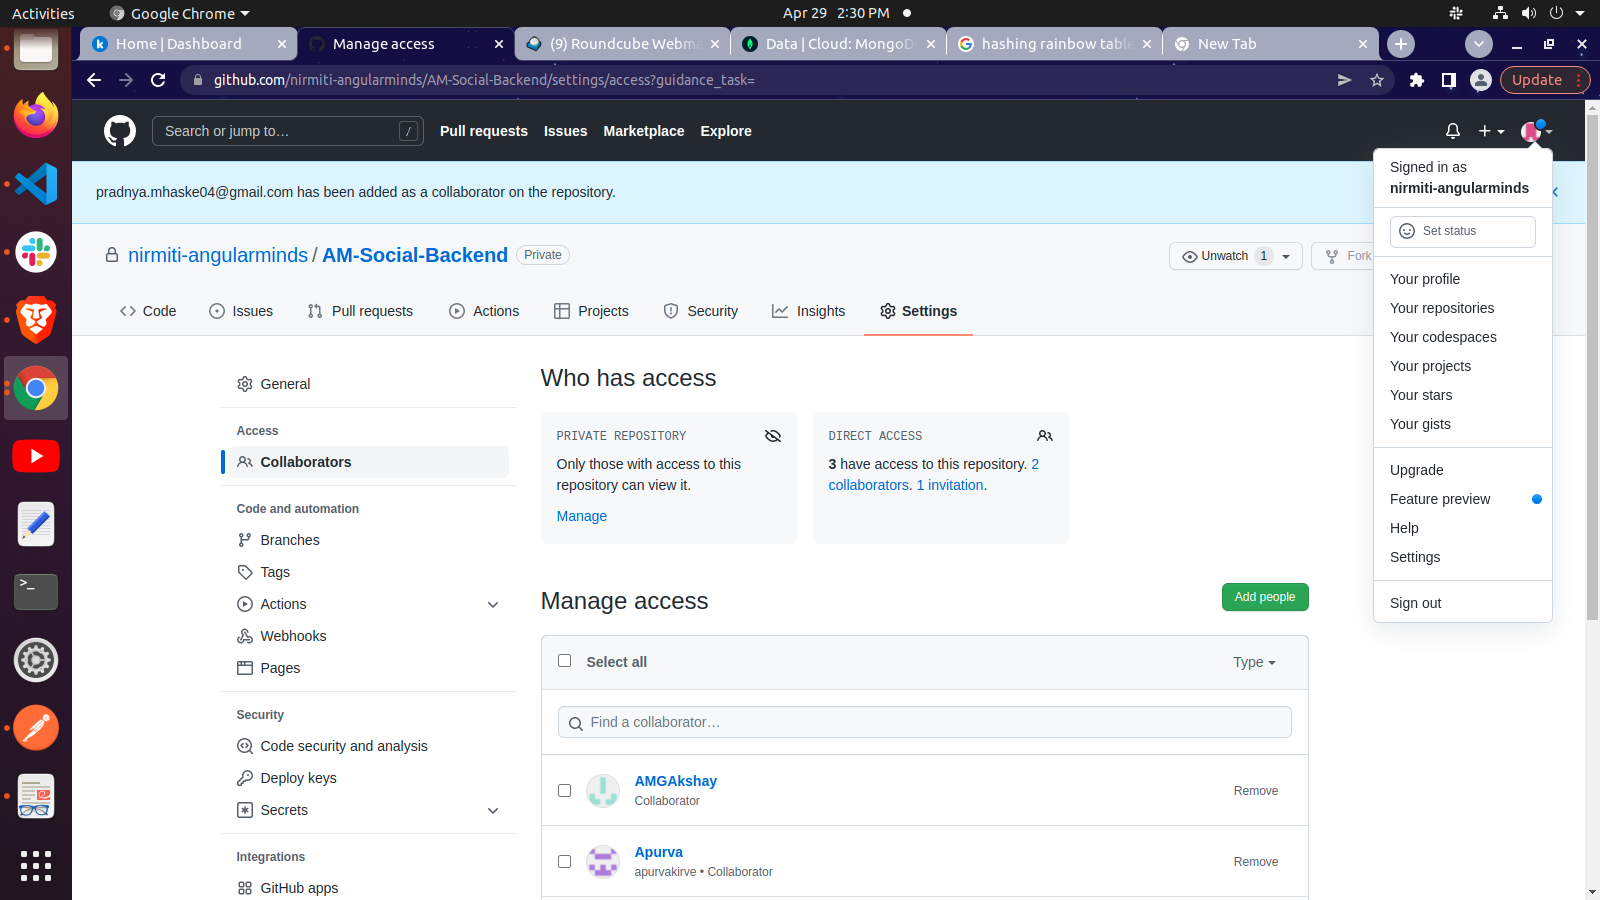 Activities
Google Chrome
Apr 29 2:30 PM
Home | Dashboard
Manage access
(9) Roundcube Webma
Data | Cloud: MongoD
hashing rainbow table
New Tab
github.com/nirmiti-angularminds/AM-Social-Backend/settings/access?guidance_task=
Update
Search or jump to…
/
Pull requests
Issues
Marketplace
Explore
pradnya.mhaske04@gmail.com has been added as a collaborator on the repository.
Signed in as
nirmiti-angularminds
Set status
Your profile
Your repositories
Your codespaces
Your projects
Your stars
Your gists
Upgrade
Feature preview
Help
Settings
Sign out
nirmiti-angularminds / AM-Social-Backend
Private
Unwatch 1
Fork
Code
Issues
Pull requests
Actions
Projects
Security
Insights
Settings
General
Access
Collaborators
Code and automation
Branches
Tags
Actions
Webhooks
Pages
Security
Code security and analysis
Deploy keys
Secrets
Integrations
GitHub apps
Who has access
PRIVATE REPOSITORY
Only those with access to this
repository can view it.
Manage
DIRECT ACCESS
3 have access to this repository. 2
collaborators. 1 invitation.
Manage access
Add people
Select all
Type
Find a collaborator…
AMGAkshay
Collaborator
Remove
Apurva
apurvakirve • Collaborator
Remove